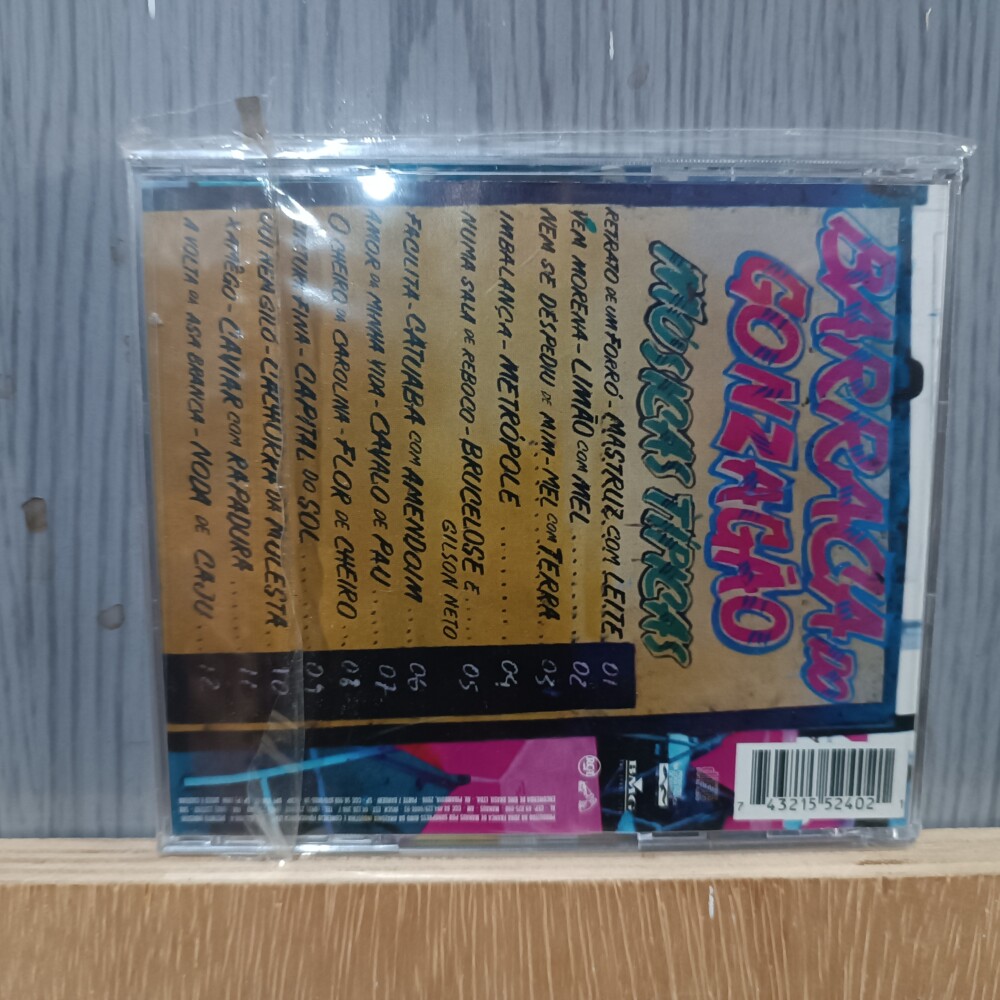 BARRACA DO
GONZAGÃO
MÚSICAS TÍPICAS
RETRATO DE UM FORRÓ - MASTRUZ COM LEITE 01
VEM MORENA - LIMÃO COM MEL ....... 02
NEM SE DESPEDIU DE MIM - MEL COM TERRA .. 03
IMBALANÇA - METRÓPOLE ........ 04
NUMA SALA DE REBOCO - BRUCELOSE E .... 05
GILSON NETO
FACILITA - CATUABA COM AMENDOIM .... 06
AMOR DA MINHA VIDA - CAVALO DE PAU .... 07
O CHEIRO DA CAROLINA - FLOR DE CHEIRO .. 08
CINTURA FINA - CAPITAL DO SOL ...... 09
- CACHORRA DA MULESTA .. 10
XAMÊGO - CAVIAR COM RAPADURA ..... 11
A VOLTA DA ASA BRANCA - NODA DE CAJU .. 12
BMG
7 43215 52402 1